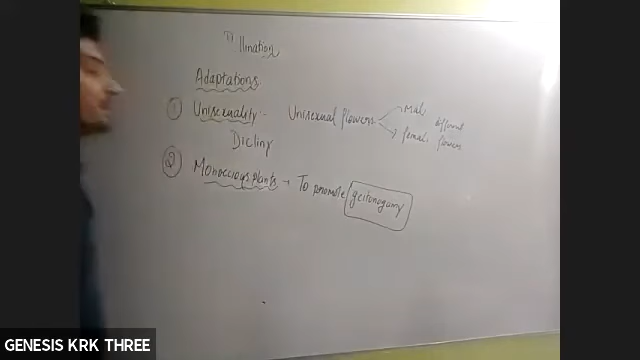 llination
Adaptations
① Unisexuality - Unisexual flowers male different
Dicliny female flowers
② Monoecious plants → To promote geitonogamy
GENESIS KRK THREE